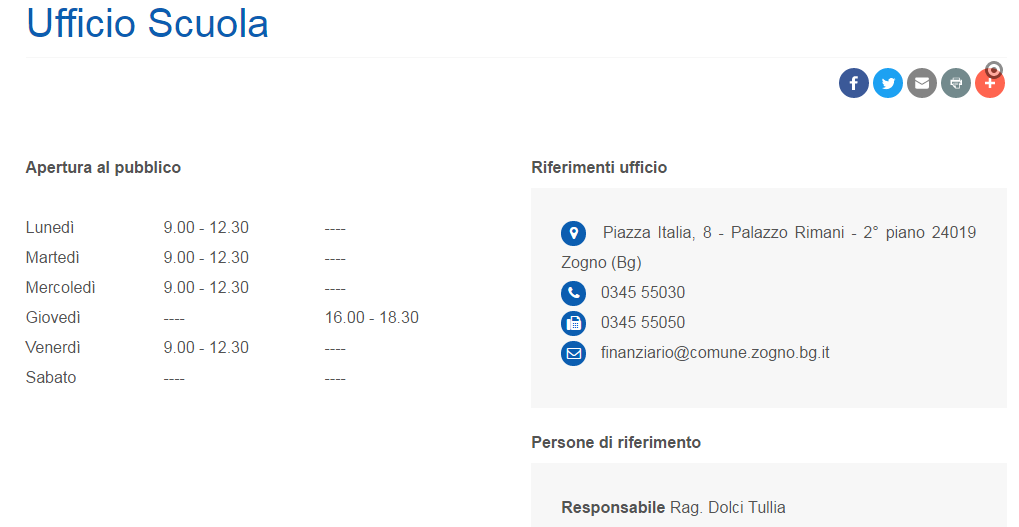 Ufficio Scuola
Apertura al pubblico
Lunedì 9.00 - 12.30 ----
Martedì 9.00 - 12.30 ----
Mercoledì 9.00 - 12.30 ----
Giovedì ---- 16.00 - 18.30
Venerdì 9.00 - 12.30 ----
Sabato ---- ----
Riferimenti ufficio
Piazza Italia, 8 - Palazzo Rimani - 2° piano 24019
Zogno (Bg)
0345 55030
0345 55050
finanziario@comune.zogno.bg.it
Persone di riferimento
Responsabile Rag. Dolci Tullia